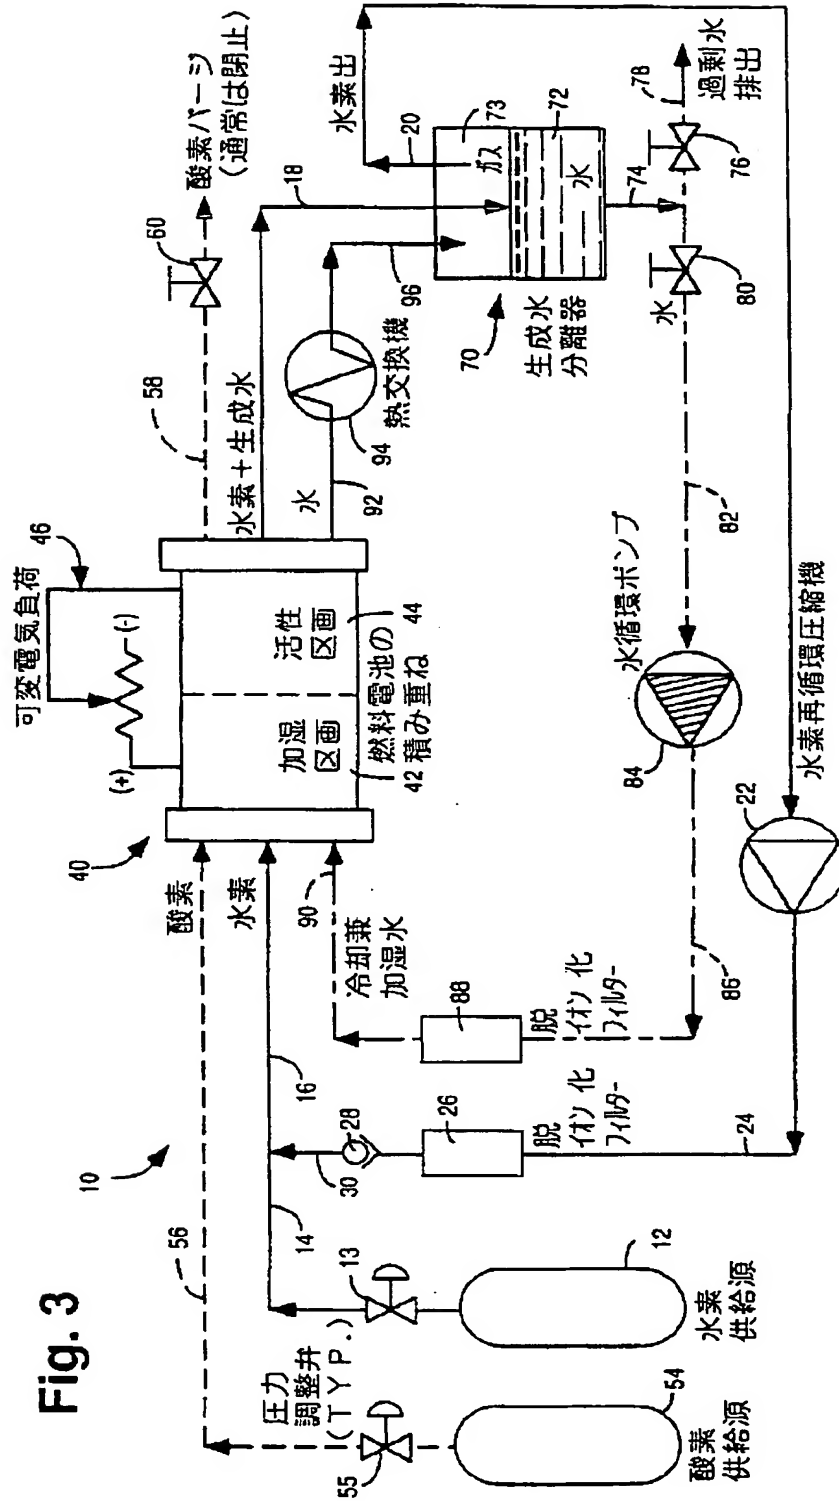 Fig. 3
10
40
可変電気負荷
46
(+)
(-)
56
酸素
水素
90
冷却兼
加湿水
加湿
区画
活性
区画
燃料電池の
積み重ね
42
44
58
60
酸素パージ
(通常は閉止)
水素＋生成水
18
水
92
94
熱交換機
96
水素出
20
ガス
73
72
水
70
生成水
分離器
74
水
80
76
78
過剰水
排出
82
水循環ポンプ
84
86
88
脱
イオン化
フィルター
水素再循環圧縮機
22
24
26
脱
イオン化
フィルター
28
30
16
14
13
12
水素
供給源
圧力
調整弁
(TYP.)
55
54
酸素
供給源